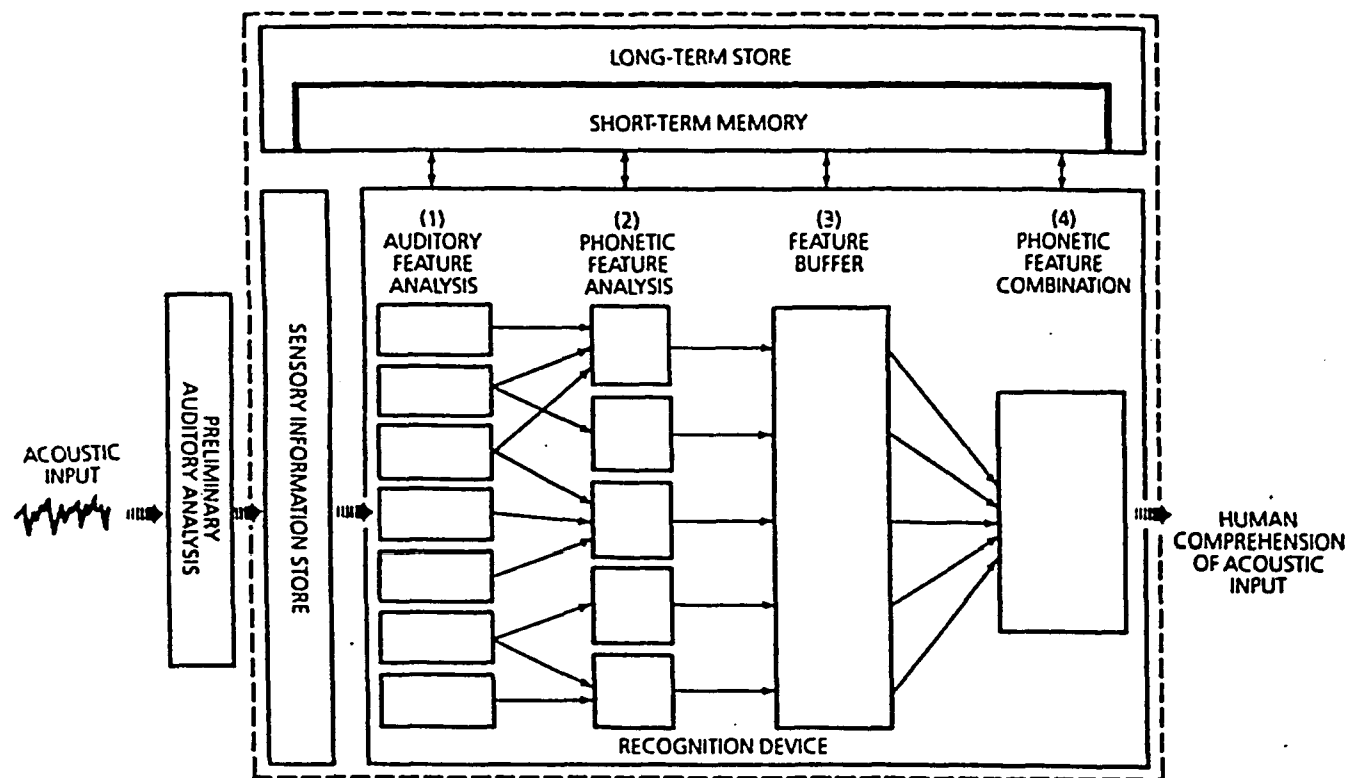 LONG-TERM STORE
SHORT-TERM MEMORY
(1)
AUDITORY
FEATURE
ANALYSIS
(2)
PHONETIC
FEATURE
ANALYSIS
(3)
FEATURE
BUFFER
(4)
PHONETIC
FEATURE
COMBINATION
ACOUSTIC
INPUT
PRELIMINARY
AUDITORY ANALYSIS
SENSORY INFORMATION STORE
HUMAN
COMPREHENSION
OF ACOUSTIC
INPUT
RECOGNITION DEVICE